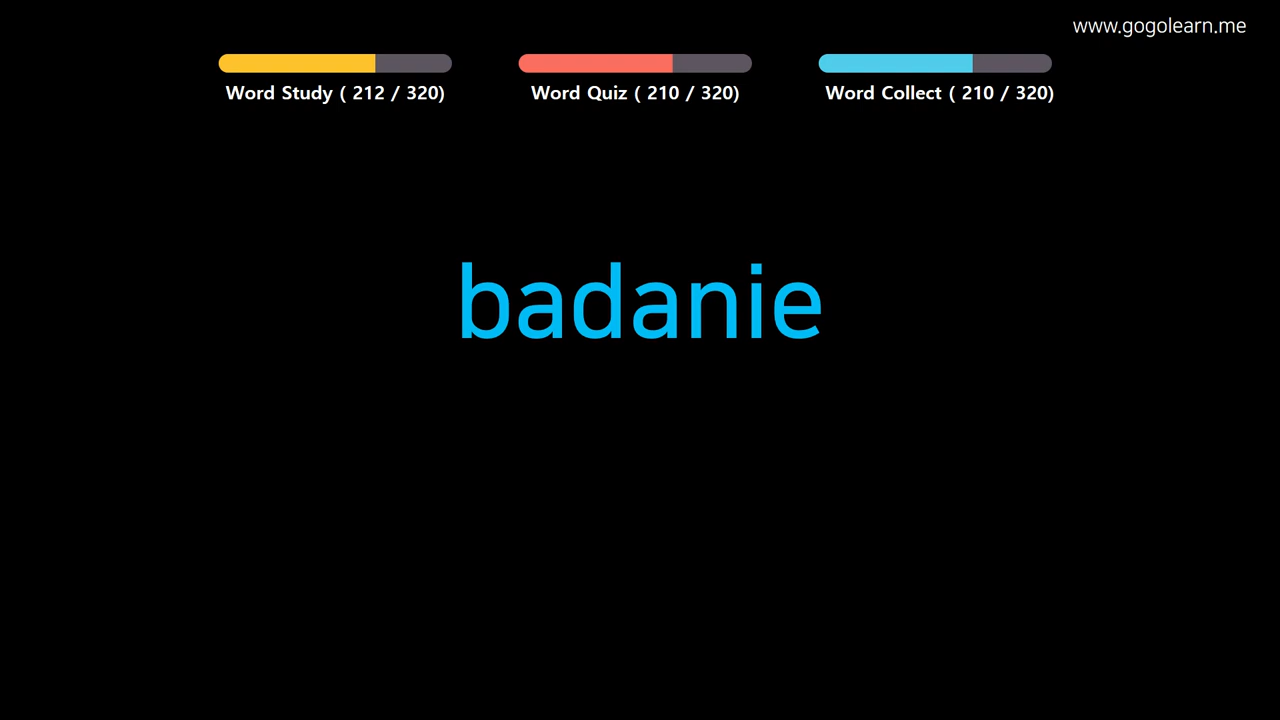 www.gogolearn.me
Word Study ( 212 / 320)
Word Quiz ( 210 / 320)
Word Collect ( 210 / 320)
badanie